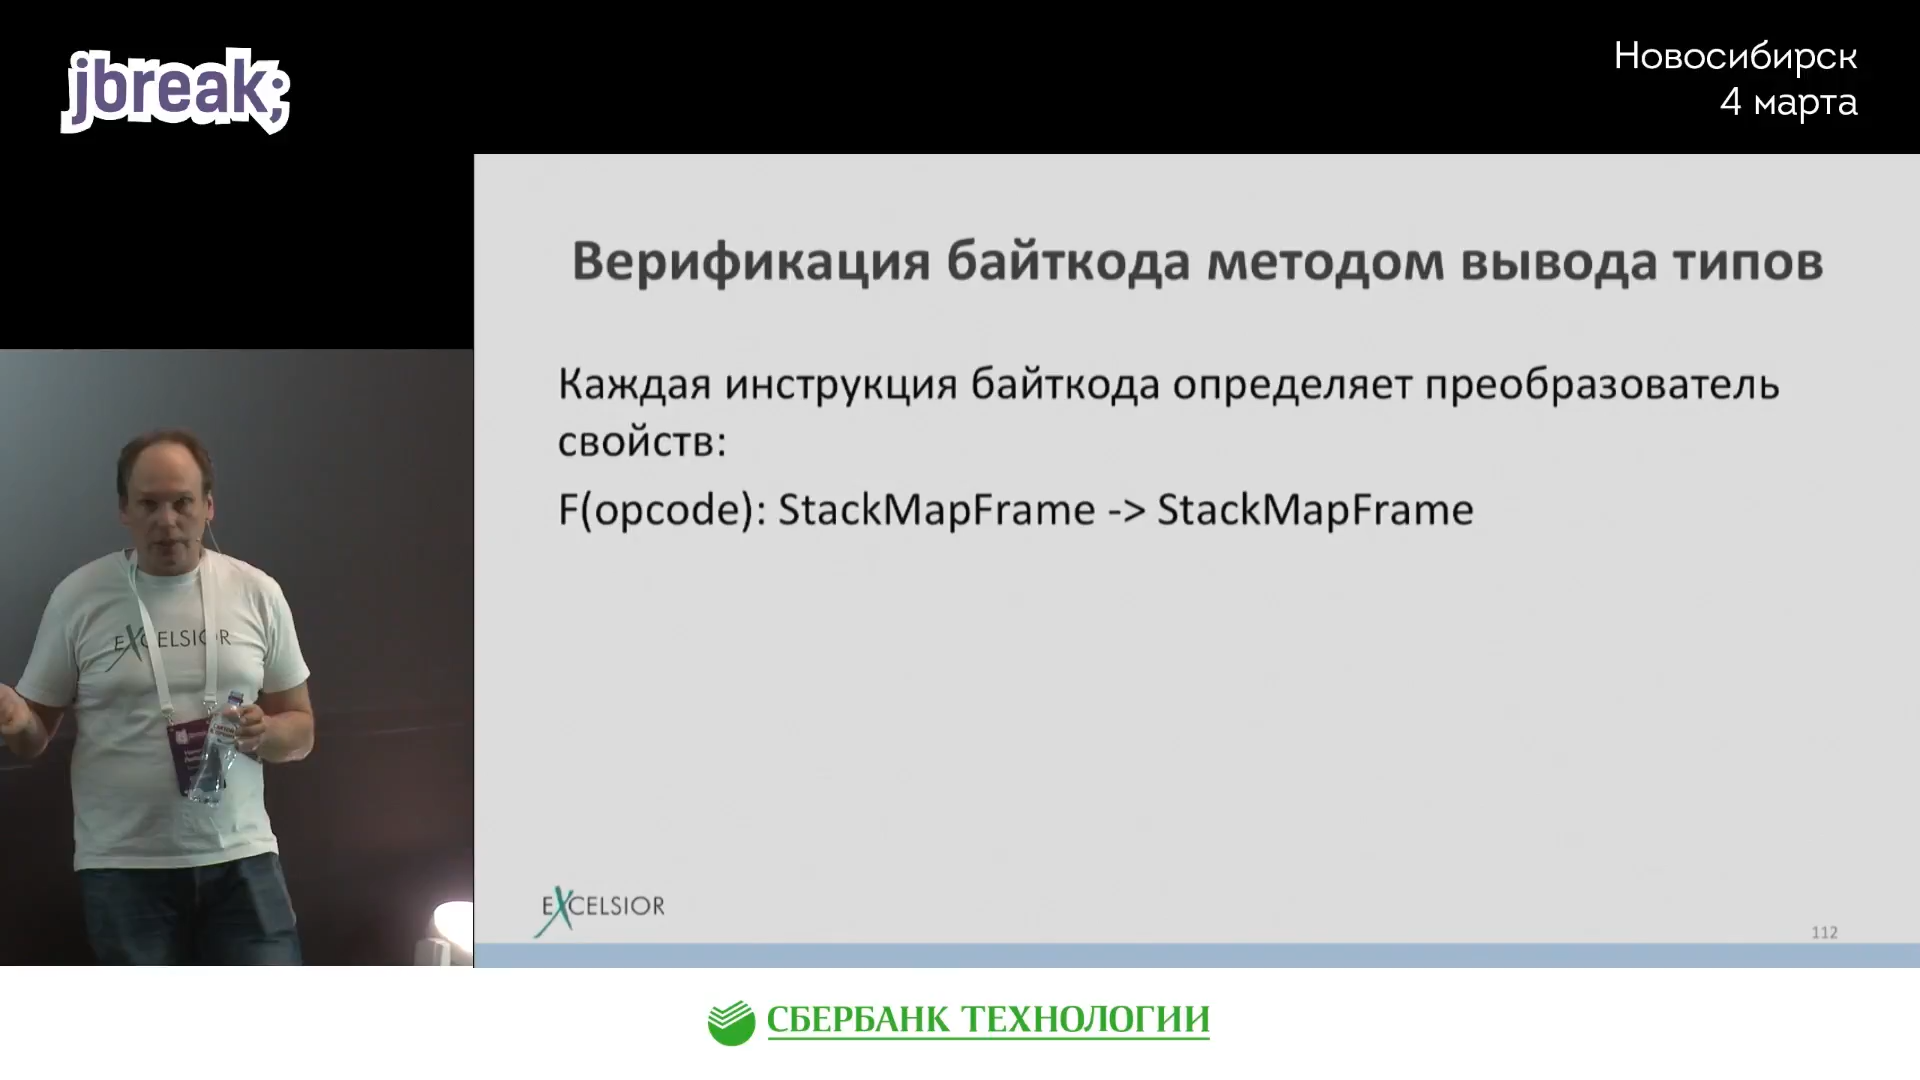 jbreak;
Новосибирск
4 марта
Верификация байткода методом вывода типов
Каждая инструкция байткода определяет преобразователь
свойств:
F(opcode): StackMapFrame -> StackMapFrame
EXCELSIOR
EXCELSIOR
112
СБЕРБАНК ТЕХНОЛОГИИ